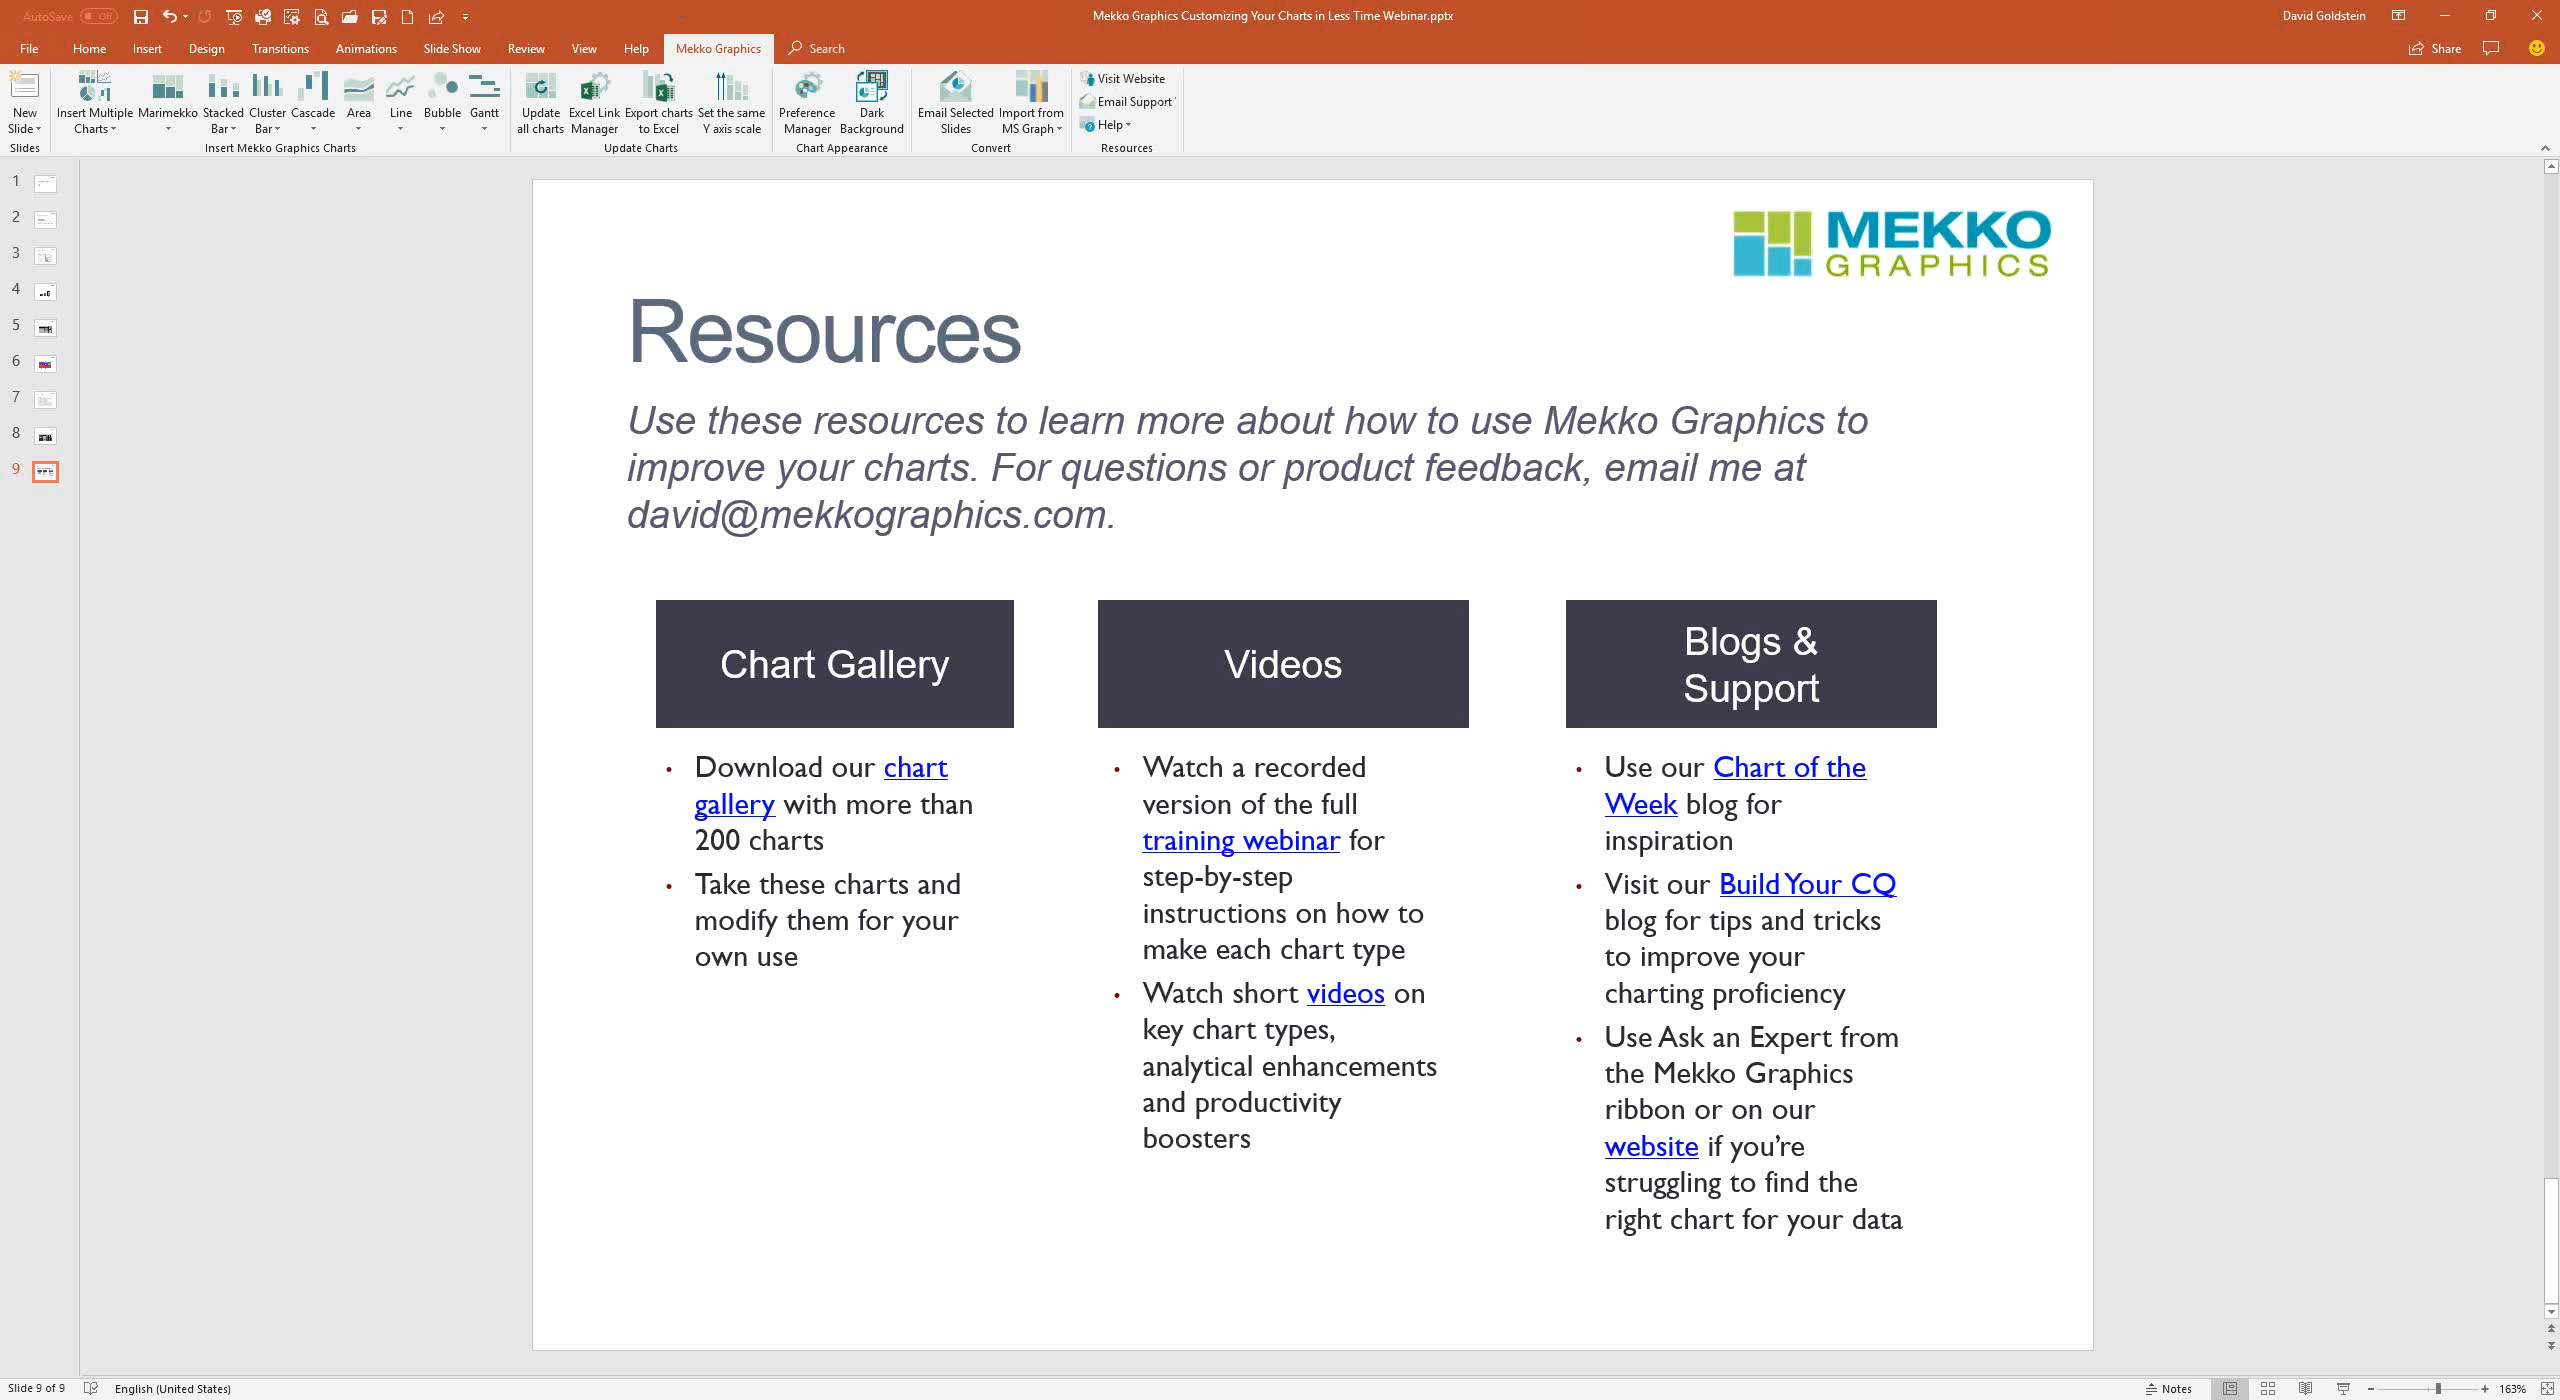 AutoSave Off
Mekko Graphics Customizing Your Charts in Less Time Webinar.pptx
David Goldstein
File Home Insert Design Transitions Animations Slide Show Review View Help Mekko Graphics Search
Share
New Slide
Insert Multiple Charts
Marimekko
Stacked Bar
Cluster Bar
Cascade
Area
Line
Bubble
Gantt
Update all charts
Excel Link Manager
Export charts to Excel
Set the same Y axis scale
Preference Manager
Dark Background
Email Selected Slides
Import from MS Graph
Visit Website
Email Support
Help
Slides
Insert Mekko Graphics Charts
Update Charts
Chart Appearance
Convert
Resources
1
2
3
4
5
6
7
8
9
MEKKO
GRAPHICS
Resources
Use these resources to learn more about how to use Mekko Graphics to
improve your charts. For questions or product feedback, email me at
david@mekkographics.com.
Chart Gallery
• Download our chart
gallery with more than
200 charts
• Take these charts and
modify them for your
own use
Videos
• Watch a recorded
version of the full
training webinar for
step-by-step
instructions on how to
make each chart type
• Watch short videos on
key chart types,
analytical enhancements
and productivity
boosters
Blogs &
Support
• Use our Chart of the
Week blog for
inspiration
• Visit our Build Your CQ
blog for tips and tricks
to improve your
charting proficiency
• Use Ask an Expert from
the Mekko Graphics
ribbon or on our
website if you're
struggling to find the
right chart for your data
Slide 9 of 9
English (United States)
Notes
163%